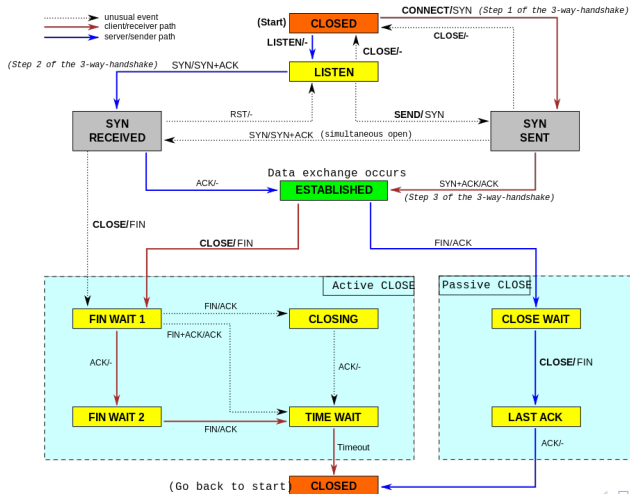 unusual event
client/receiver path
server/sender path
(Start)
CLOSED
CONNECT/SYN (Step 1 of the 3-way-handshake)
CLOSE/-
LISTEN/-
CLOSE/-
(Step 2 of the 3-way-handshake)
SYN/SYN+ACK
LISTEN
RST/-
SEND/SYN
SYN
RECEIVED
SYN
SENT
SYN/SYN+ACK (simultaneous open)
Data exchange occurs
ACK/-
ESTABLISHED
SYN+ACK/ACK
(Step 3 of the 3-way-handshake)
CLOSE/FIN
CLOSE/FIN
FIN/ACK
Active CLOSE
Passive CLOSE
FIN WAIT 1
FIN/ACK
CLOSING
CLOSE WAIT
FIN+ACK/ACK
ACK/-
ACK/-
CLOSE/FIN
FIN WAIT 2
FIN/ACK
TIME WAIT
LAST ACK
Timeout
ACK/-
(Go back to start)
CLOSED